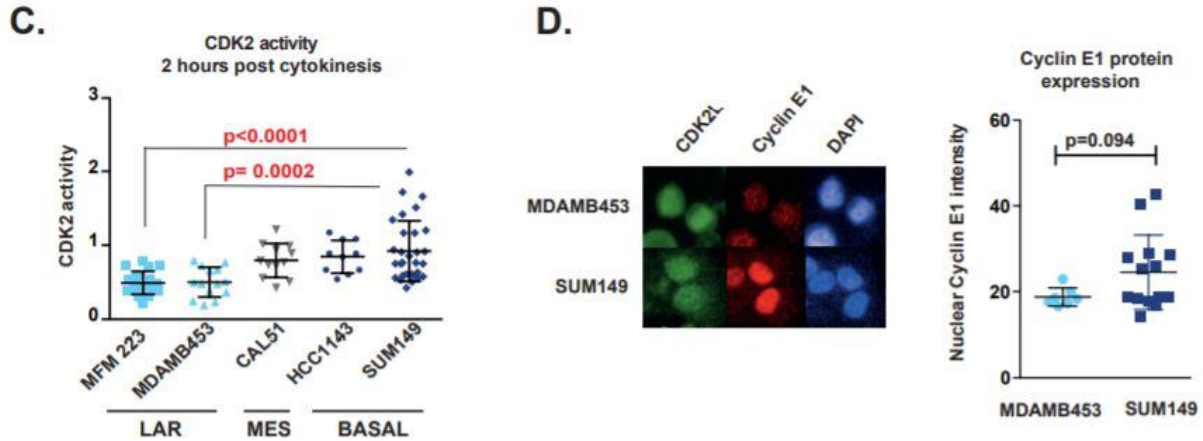 C.
CDK2 activity
2 hours post cytokinesis
3
2
1
0
CDK2 activity
p<0.0001
p= 0.0002
MFM 223
MDAMB453
CAL51
HCC1143
SUM149
LAR
MES
BASAL
D.
CDK2L
Cyclin E1
DAPI
MDAMB453
SUM149
Cyclin E1 protein
expression
60
40
20
0
Nuclear Cyclin E1 intensity
p=0.094
MDAMB453
SUM149